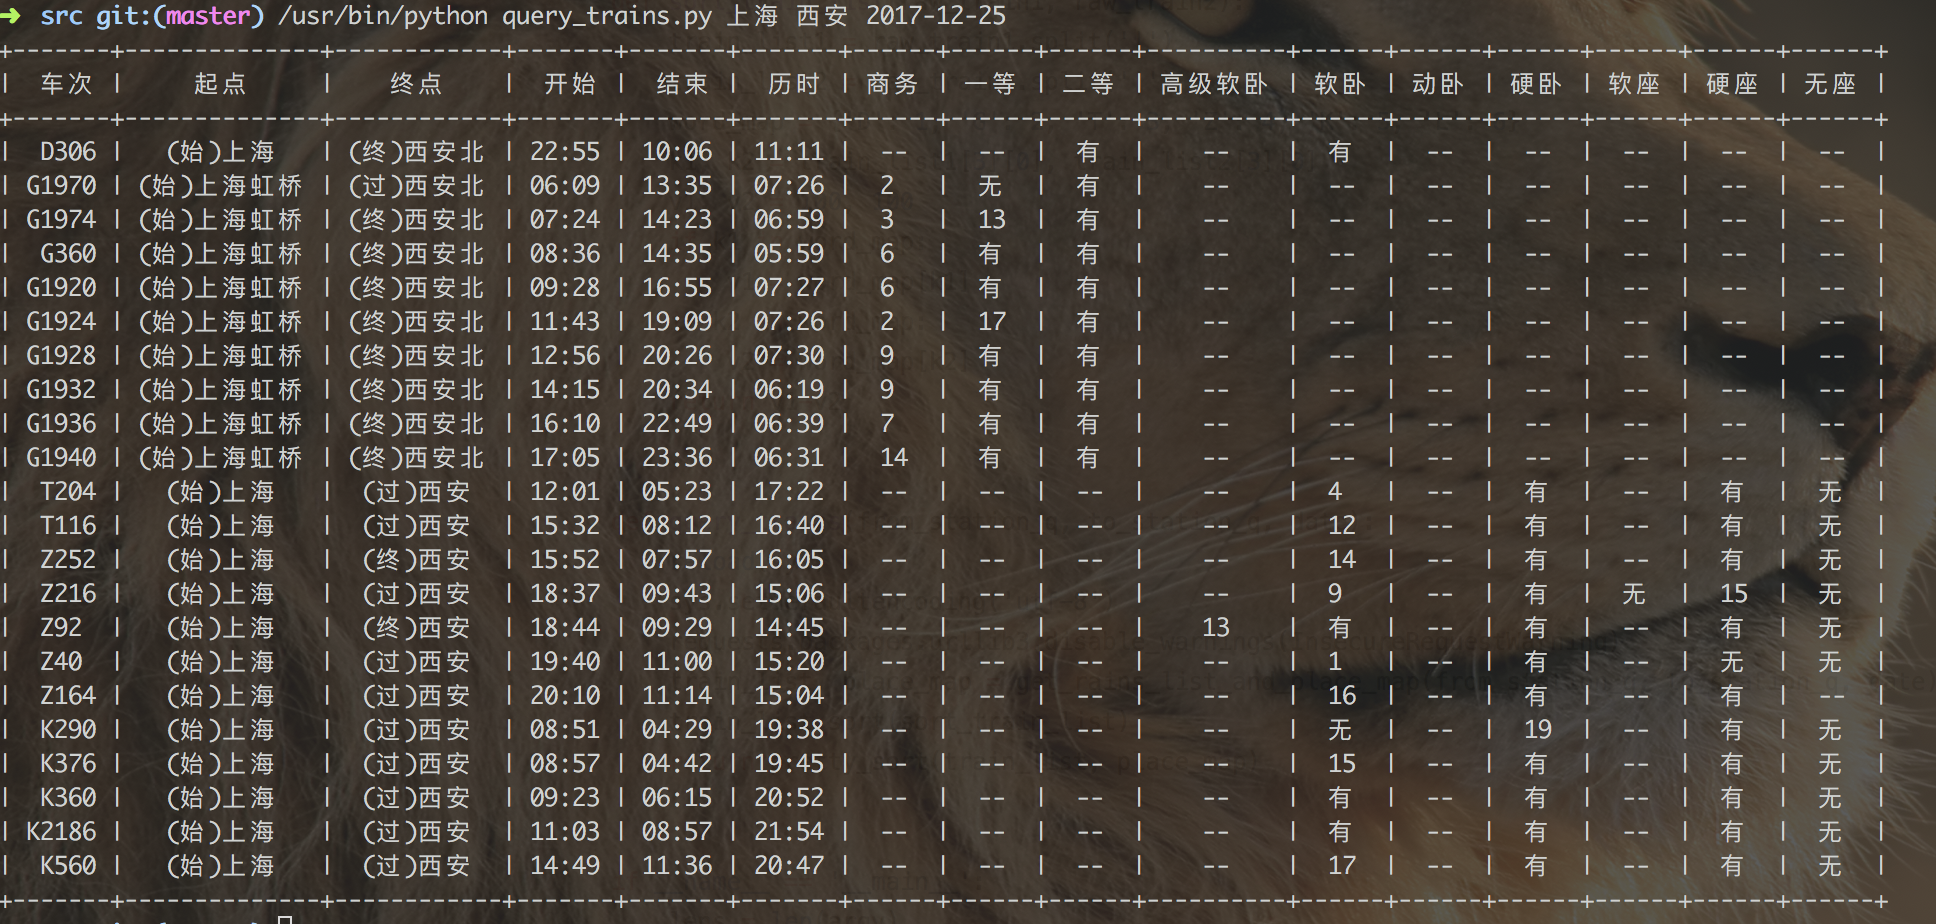 ➜ src git:(master) /usr/bin/python query_trains.py 上海 西安 2017-12-25
+-------+--------------+------------+-------+-------+-------+------+------+------+----------+------+------+------+------+------+------+
| 车次 | 起点 | 终点 | 开始 | 结束 | 历时 | 商务 | 一等 | 二等 | 高级软卧 | 软卧 | 动卧 | 硬卧 | 软座 | 硬座 | 无座 |
+-------+--------------+------------+-------+-------+-------+------+------+------+----------+------+------+------+------+------+------+
| D306 | (始)上海 | (终)西安北 | 22:55 | 10:06 | 11:11 | -- | -- | 有 | -- | 有 | -- | -- | -- | -- | -- |
| G1970 | (始)上海虹桥 | (过)西安北 | 06:09 | 13:35 | 07:26 | 2 | 无 | 有 | -- | -- | -- | -- | -- | -- | -- |
| G1974 | (始)上海虹桥 | (终)西安北 | 07:24 | 14:23 | 06:59 | 3 | 13 | 有 | -- | -- | -- | -- | -- | -- | -- |
| G360 | (始)上海虹桥 | (终)西安北 | 08:36 | 14:35 | 05:59 | 6 | 有 | 有 | -- | -- | -- | -- | -- | -- | -- |
| G1920 | (始)上海虹桥 | (终)西安北 | 09:28 | 16:55 | 07:27 | 6 | 有 | 有 | -- | -- | -- | -- | -- | -- | -- |
| G1924 | (始)上海虹桥 | (终)西安北 | 11:43 | 19:09 | 07:26 | 2 | 17 | 有 | -- | -- | -- | -- | -- | -- | -- |
| G1928 | (始)上海虹桥 | (终)西安北 | 12:56 | 20:26 | 07:30 | 9 | 有 | 有 | -- | -- | -- | -- | -- | -- | -- |
| G1932 | (始)上海虹桥 | (终)西安北 | 14:15 | 20:34 | 06:19 | 9 | 有 | 有 | -- | -- | -- | -- | -- | -- | -- |
| G1936 | (始)上海虹桥 | (终)西安北 | 16:10 | 22:49 | 06:39 | 7 | 有 | 有 | -- | -- | -- | -- | -- | -- | -- |
| G1940 | (始)上海虹桥 | (终)西安北 | 17:05 | 23:36 | 06:31 | 14 | 有 | 有 | -- | -- | -- | -- | -- | -- | -- |
| T204 | (始)上海 | (过)西安 | 12:01 | 05:23 | 17:22 | -- | -- | -- | -- | 4 | -- | 有 | -- | 有 | 无 |
| T116 | (始)上海 | (过)西安 | 15:32 | 08:12 | 16:40 | -- | -- | -- | -- | 12 | -- | 有 | -- | 有 | 无 |
| Z252 | (始)上海 | (终)西安 | 15:52 | 07:57 | 16:05 | -- | -- | -- | -- | 14 | -- | 有 | -- | 有 | 无 |
| Z216 | (始)上海 | (过)西安 | 18:37 | 09:43 | 15:06 | -- | -- | -- | -- | 9 | -- | 有 | 无 | 15 | 无 |
| Z92 | (始)上海 | (终)西安 | 18:44 | 09:29 | 14:45 | -- | -- | -- | 13 | 有 | -- | 有 | -- | 有 | 无 |
| Z40 | (始)上海 | (过)西安 | 19:40 | 11:00 | 15:20 | -- | -- | -- | -- | 1 | -- | 有 | -- | 无 | 无 |
| Z164 | (始)上海 | (过)西安 | 20:10 | 11:14 | 15:04 | -- | -- | -- | -- | 16 | -- | 有 | -- | 有 | -- |
| K290 | (始)上海 | (过)西安 | 08:51 | 04:29 | 19:38 | -- | -- | -- | -- | 无 | -- | 19 | -- | 有 | 无 |
| K376 | (始)上海 | (过)西安 | 08:57 | 04:42 | 19:45 | -- | -- | -- | -- | 15 | -- | 有 | -- | 有 | 无 |
| K360 | (始)上海 | (过)西安 | 09:23 | 06:15 | 20:52 | -- | -- | -- | -- | 有 | -- | 有 | -- | 有 | 无 |
| K2186 | (始)上海 | (过)西安 | 11:03 | 08:57 | 21:54 | -- | -- | -- | -- | 有 | -- | 有 | -- | 有 | 无 |
| K560 | (始)上海 | (过)西安 | 14:49 | 11:36 | 20:47 | -- | -- | -- | -- | 17 | -- | 有 | -- | 有 | 无 |
+-------+--------------+------------+-------+-------+-------+------+------+------+----------+------+------+------+------+------+------+